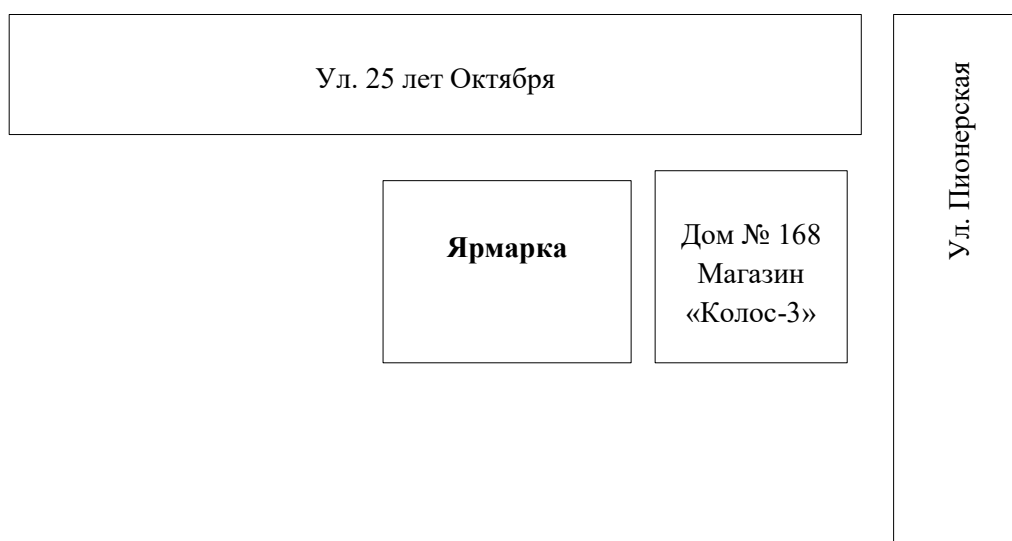 Ул. 25 лет Октября
Ул. Пионерская
Ярмарка
Дом № 168
Магазин
«Колос-3»